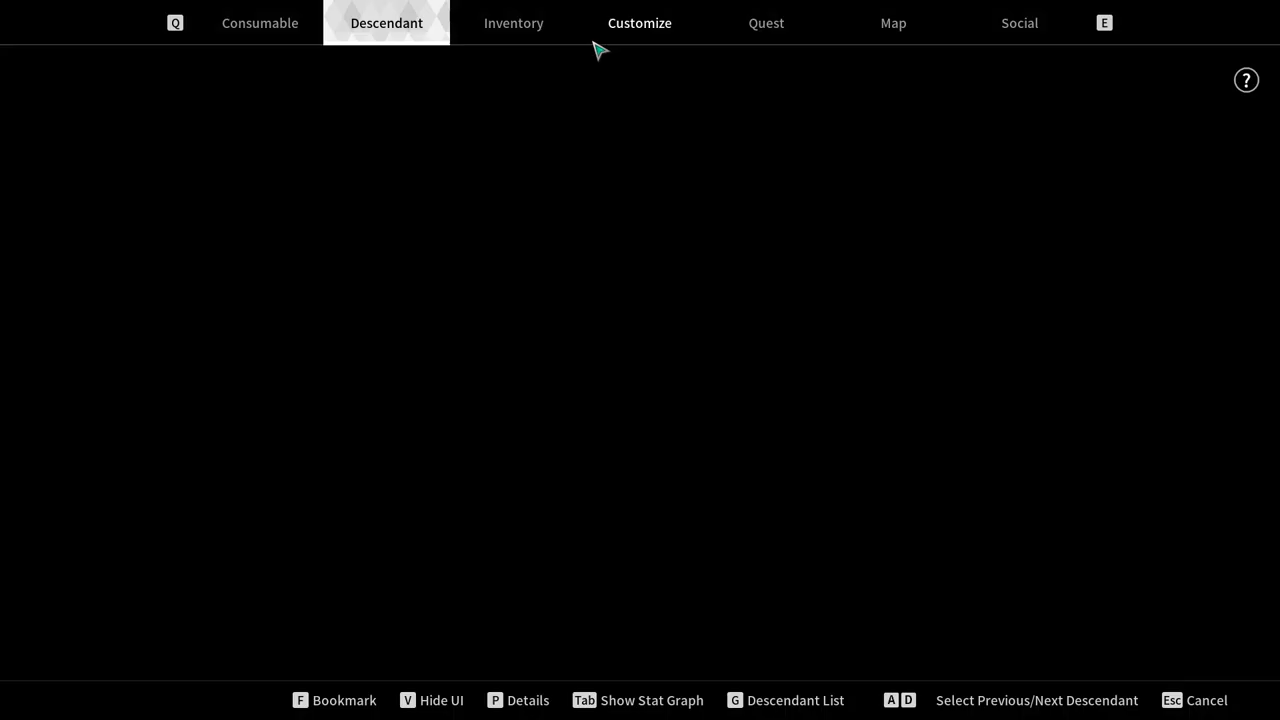 Q Consumable Descendant Inventory Customize Quest Map Social E
?
F Bookmark V Hide UI P Details Tab Show Stat Graph G Descendant List A D Select Previous/Next Descendant Esc Cancel